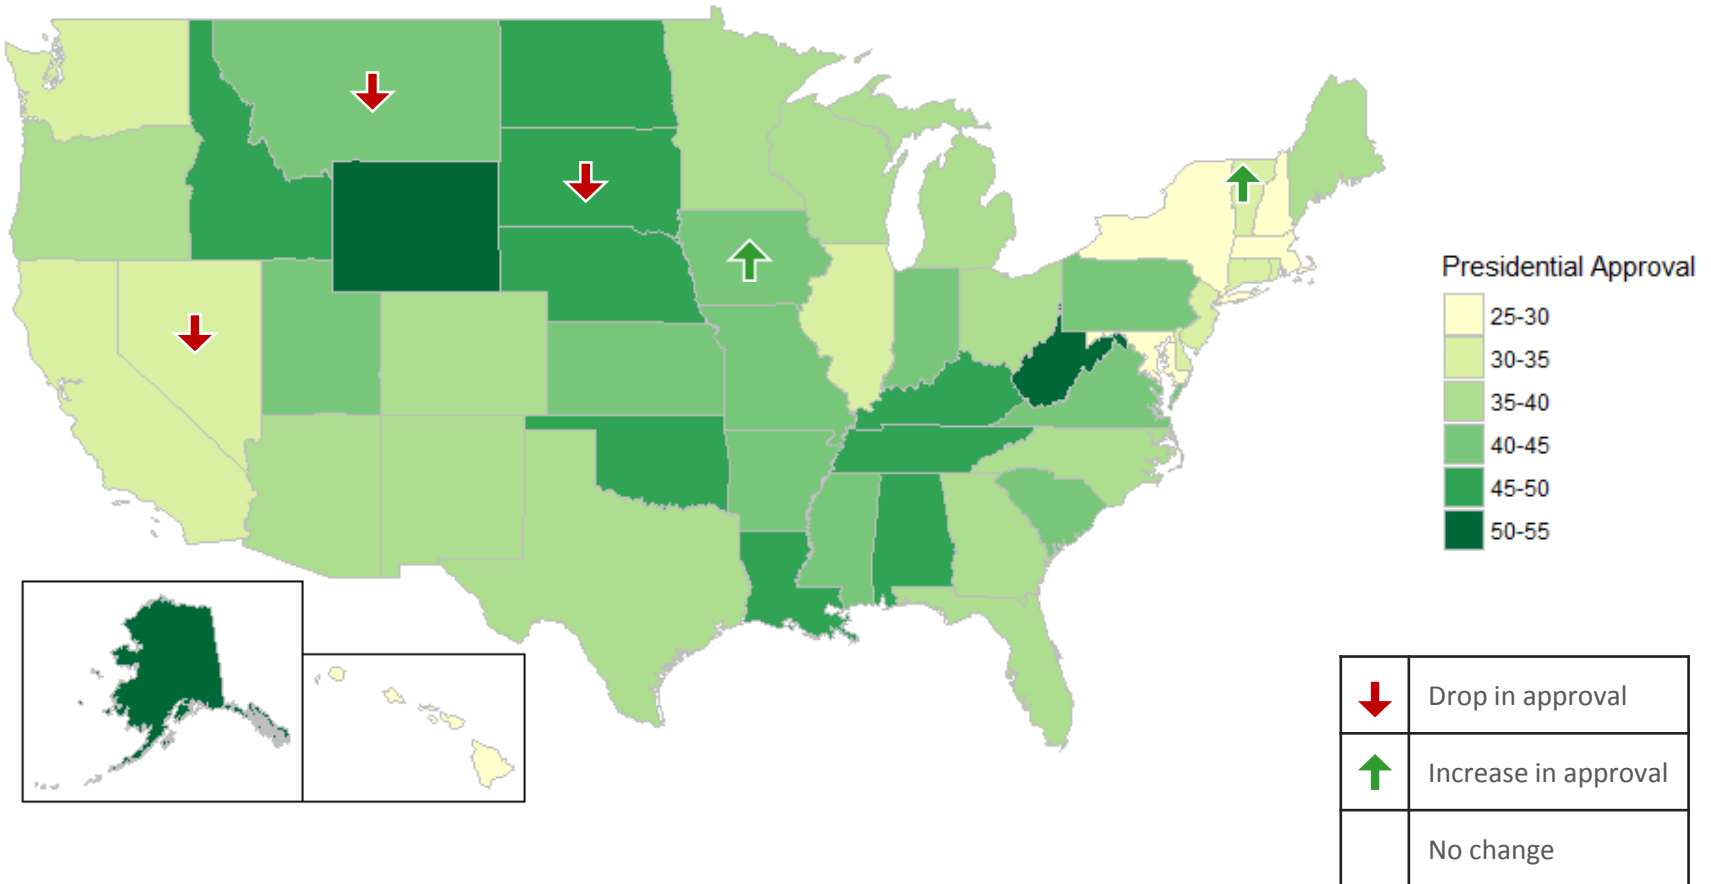 Presidential Approval
25-30
30-35
35-40
40-45
45-50
50-55
Drop in approval
Increase in approval
No change